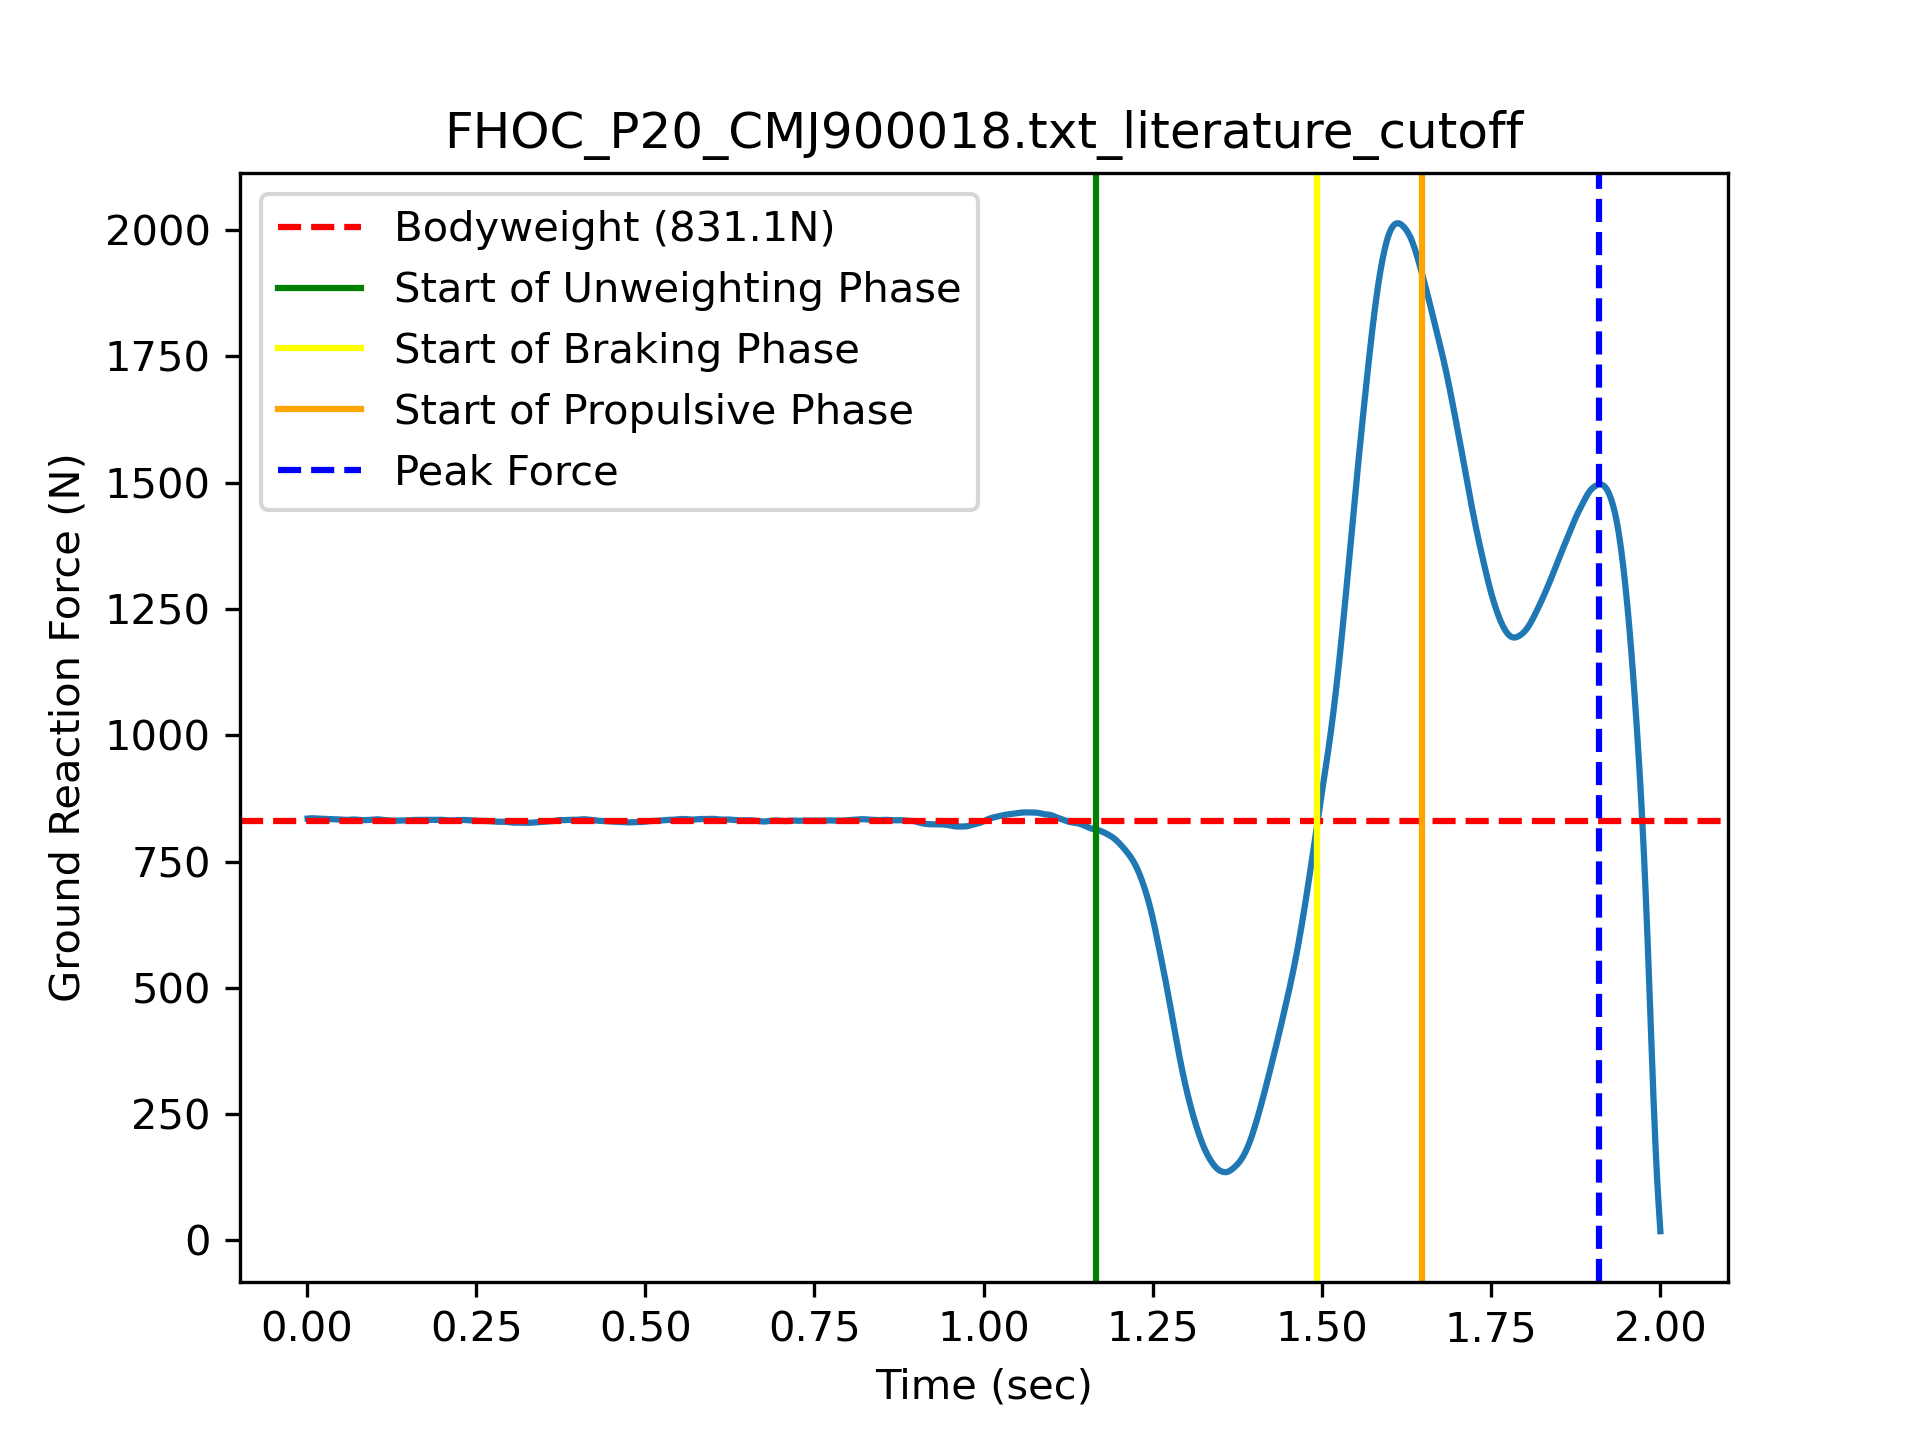 FHOC_P20_CMJ900018.txt_literature_cutoff
Bodyweight (831.1N)
Start of Unweighting Phase
Start of Braking Phase
Start of Propulsive Phase
Peak Force
Ground Reaction Force (N)
2000
1750
1500
1250
1000
750
500
250
0
0.00 0.25 0.50 0.75 1.00 1.25 1.50 1.75 2.00
Time (sec)